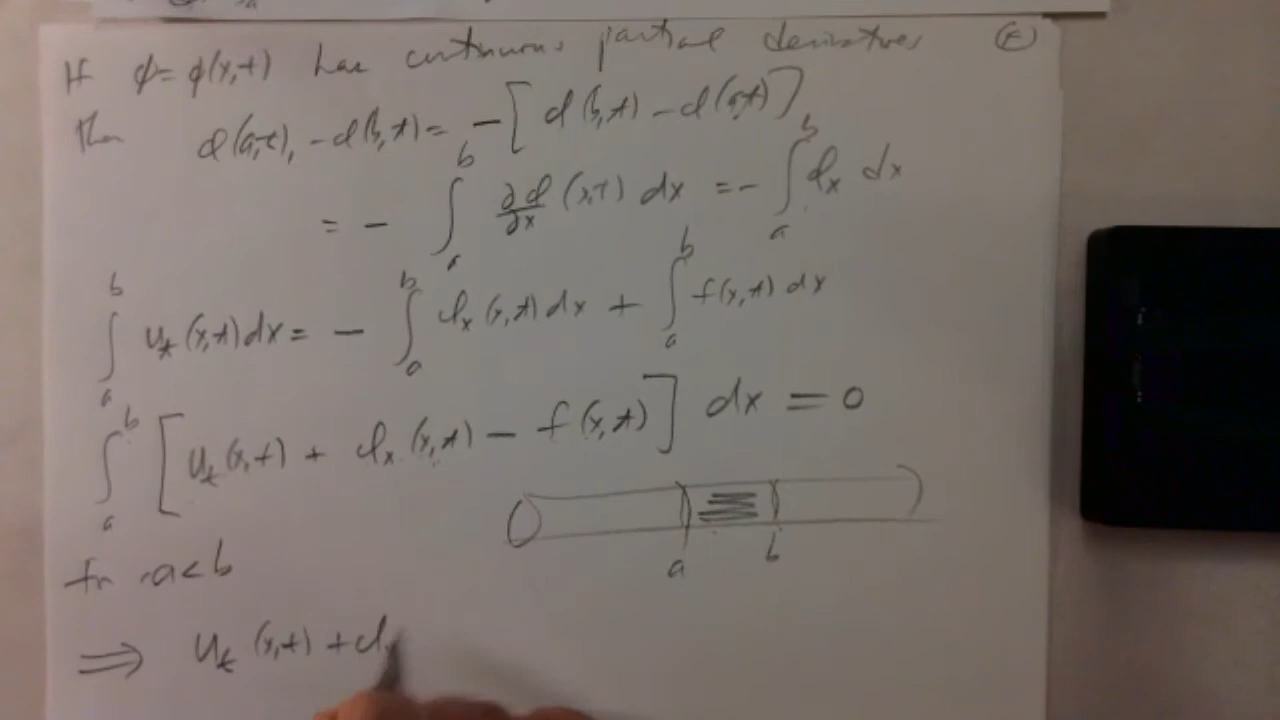 If φ = φ(x,t) has continuous partial derivatives
then φ(a,t) - φ(b,t) = -[φ(b,t) - φ(a,t)]
= - ∫_a^b ∂φ/∂x (x,t) dx = - ∫_a^b φ_x dx
∫_a^b u_t(x,t) dx = - ∫_a^b φ_x(x,t) dx + ∫_a^b f(x,t) dx
∫_a^b [u_t(x,t) + φ_x(x,t) - f(x,t)] dx = 0
a b
for a<b
⟹ u_t(x,t) + φ